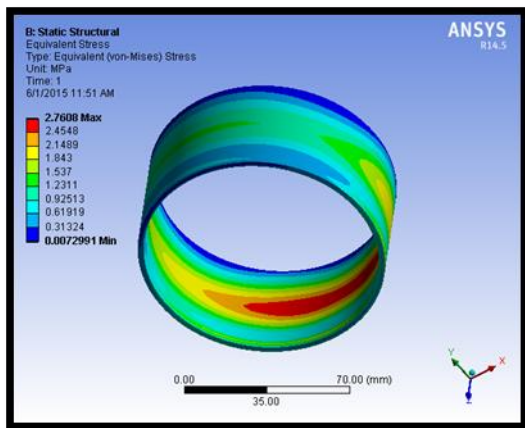 B: Static Structural
Equivalent Stress
Type: Equivalent (von-Mises) Stress
Unit: MPa
Time: 1
6/1/2015 11:51 AM
2.7608 Max
2.4548
2.1489
1.843
1.537
1.2311
0.92513
0.61919
0.31324
0.0072991 Min
ANSYS
R14.5
0.00 70.00 (mm)
35.00
Y X
Z